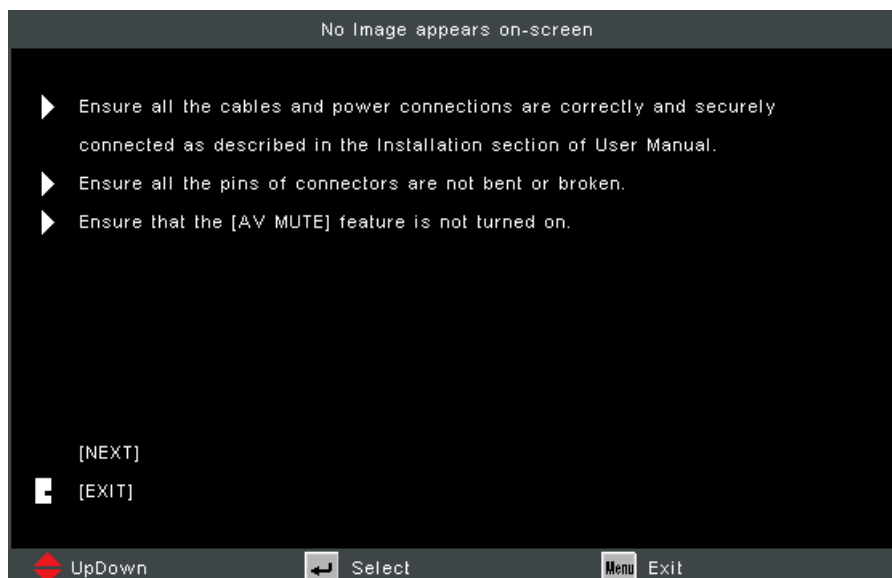 No Image appears on-screen
Ensure all the cables and power connections are correctly and securely
connected as described in the Installation section of User Manual.
Ensure all the pins of connectors are not bent or broken.
Ensure that the [AV MUTE] feature is not turned on.
[NEXT]
[EXIT]
UpDown Select Menu Exit